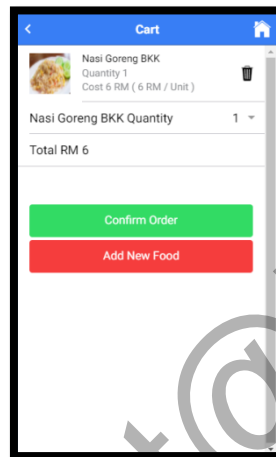 Cart
Nasi Goreng BKK
Quantity 1
Cost 6 RM ( 6 RM / Unit )
Nasi Goreng BKK Quantity 1
Total RM 6
Confirm Order
Add New Food